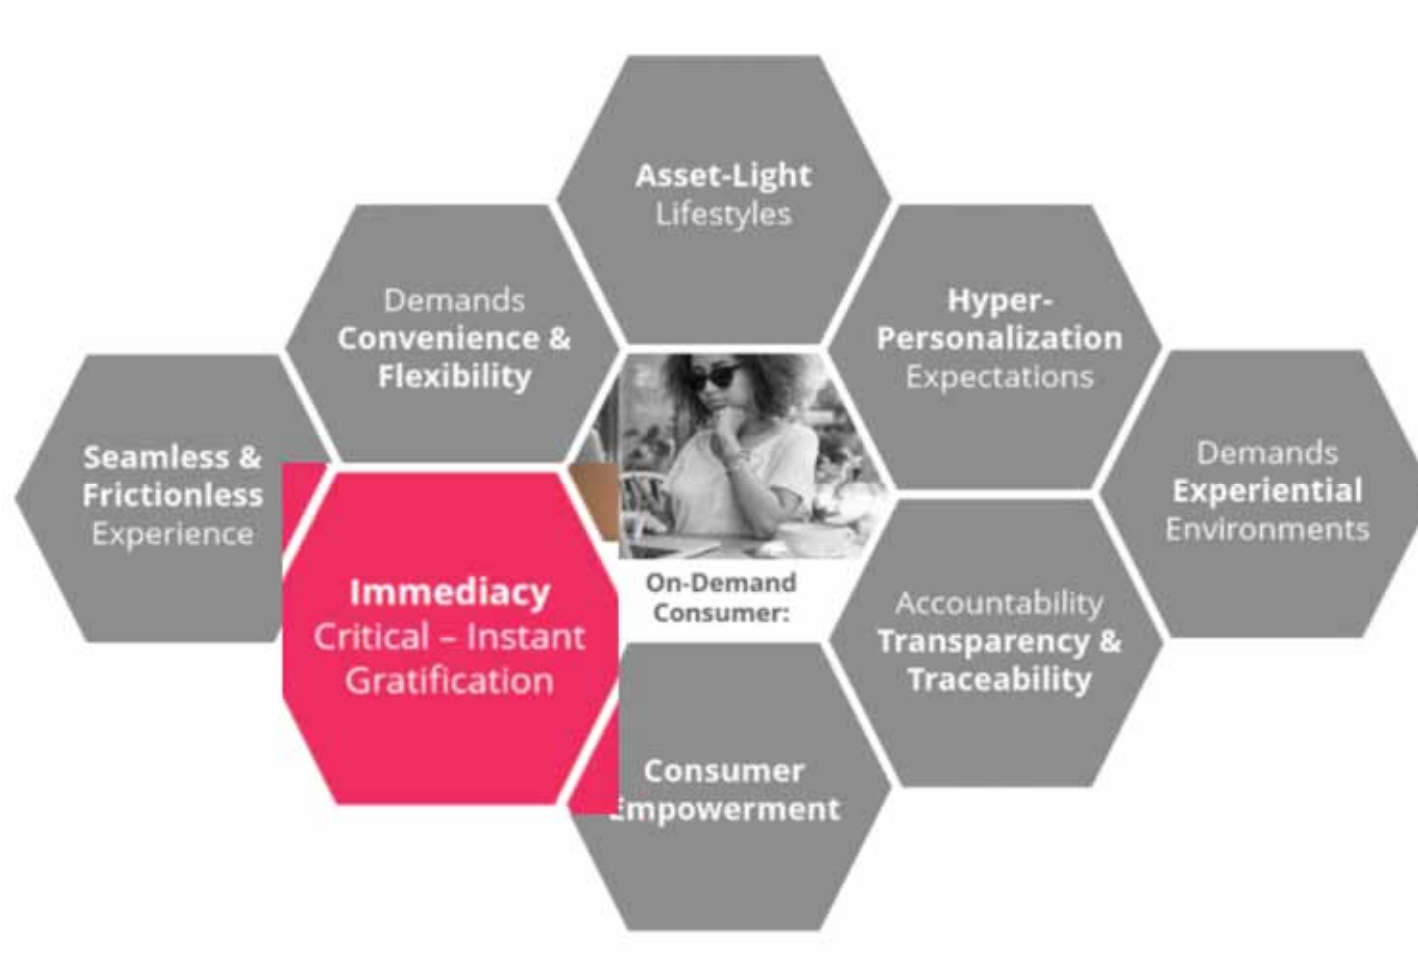 Asset-Light
Lifestyles
Demands
Convenience &
Flexibility
Hyper-
Personalization
Expectations
Seamless &
Frictionless
Experience
Demands
Experiential
Environments
Immediacy
Critical – Instant
Gratification
On-Demand
Consumer:
Accountability
Transparency &
Traceability
Consumer
Empowerment